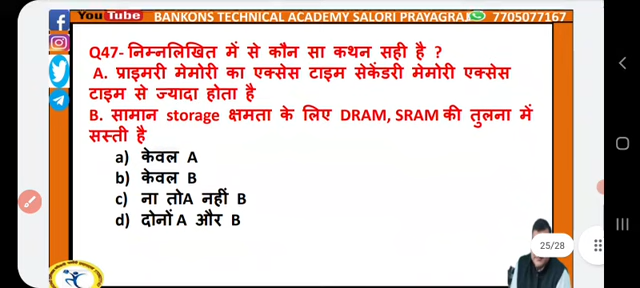 You Tube BANKONS TECHNICAL ACADEMY SALORI PRAYAGRAJ 7705077167
Q47- निम्नलिखित में से कौन सा कथन सही है ?
A. प्राइमरी मेमोरी का एक्सेस टाइम सेकेंडरी मेमोरी एक्सेस
टाइम से ज्यादा होता है
B. सामान storage क्षमता के लिए DRAM, SRAM की तुलना में
सस्ती है
a) केवल A
b) केवल B
c) ना तो A नहीं B
d) दोनों A और B
25/28